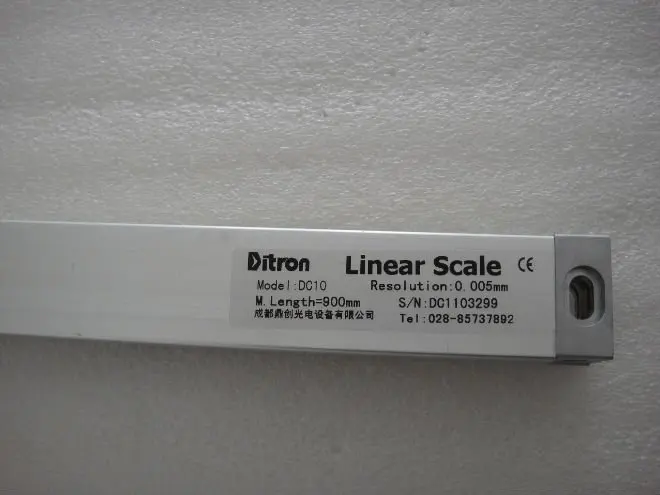 Ditron Linear Scale CE
Model:DC10 Resolution:0.005mm
M.Length=900mm S/N:DC1103299
成都鼎创光电设备有限公司 Tel:028-85737892